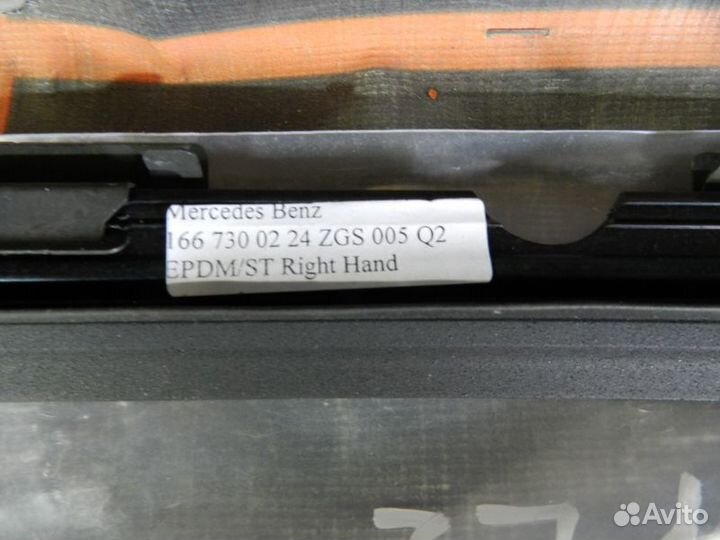 Mercedes Benz
166 730 02 24 ZGS 005 Q2
EPDM/ST Right Hand
Avito